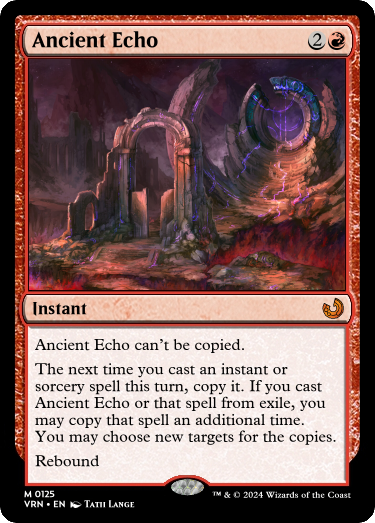 Ancient Echo 2
Instant
Ancient Echo can't be copied.
The next time you cast an instant or
sorcery spell this turn, copy it. If you cast
Ancient Echo or that spell from exile, you
may copy that spell an additional time.
You may choose new targets for the copies.
Rebound
M 0125
VRN • EN Tatii Lange
™ & © 2024 Wizards of the Coast